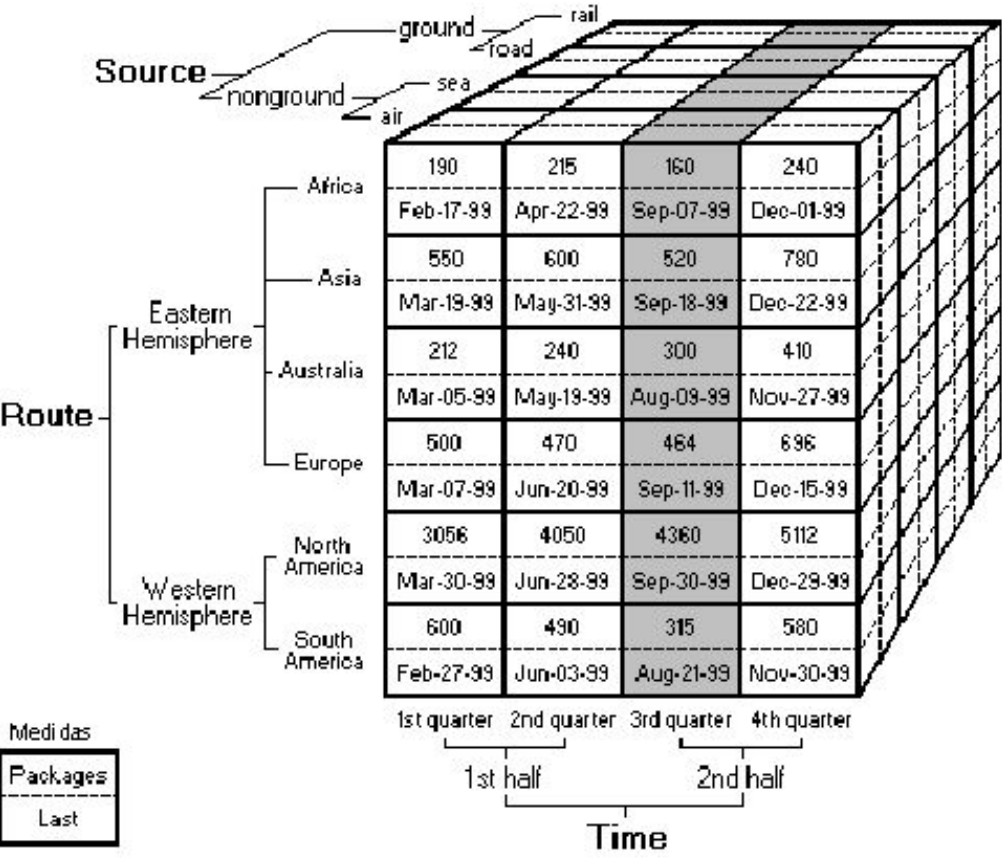 ground
rail
road
Source
nonground
sea
air
190 215 160 240
Africa
Feb-17-99 Apr-22-99 Sep-07-99 Dec-01-99
550 600 520 780
Asia
Mar-19-99 May-31-99 Sep-18-99 Dec-22-99
Eastern
Hemisphere
212 240 300 410
Australia
Mar-05-99 May-19-99 Aug-09-99 Nov-27-99
Route
500 470 464 696
Europe
Mar-07-99 Jun-20-99 Sep-11-99 Dec-15-99
3056 4050 4360 5112
North
America
Mar-30-99 Jun-28-99 Sep-30-99 Dec-29-99
Western
Hemisphere
600 490 315 580
South
America
Feb-27-99 Jun-03-99 Aug-21-99 Nov-30-99
1st quarter 2nd quarter 3rd quarter 4th quarter
Medidas
Packages
Last
1st half 2nd half
Time